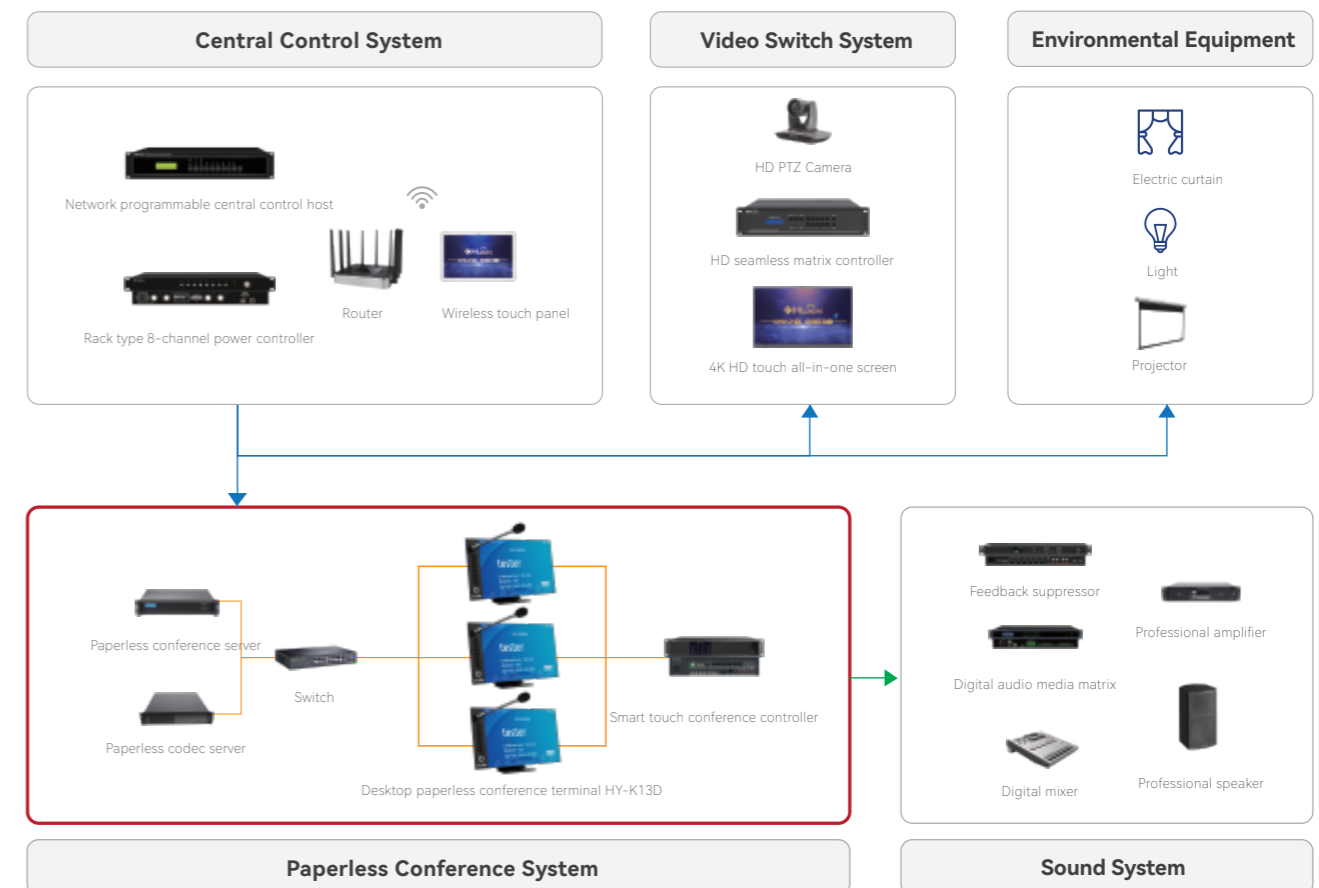 Central Control System
Video Switch System
Environmental Equipment
HD PTZ Camera
Electric curtain
Network programmable central control host
HD seamless matrix controller
Light
Router
Wireless touch panel
Rack type 8-channel power controller
4K HD touch all-in-one screen
Projector
tester
Feedback suppressor
Paperless conference server
Professional amplifier
tester
Digital audio media matrix
Switch
Smart touch conference controller
tester
Paperless codec server
Desktop paperless conference terminal HY-K13D
Digital mixer
Professional speaker
Paperless Conference System
Sound System